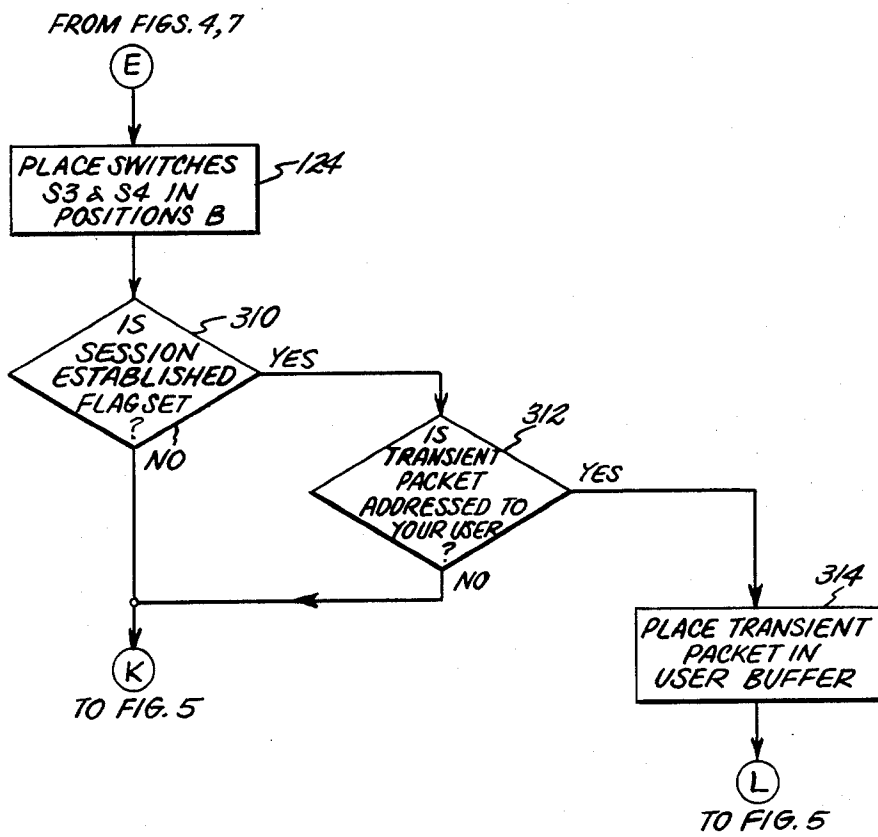 FROM FIGS. 4,7
E
PLACE SWITCHES
S3 & S4 IN
POSITIONS B
124
IS
SESSION
ESTABLISHED
FLAG SET
?
310
YES
NO
IS
TRANSIENT
PACKET
ADDRESSED TO
YOUR USER
?
312
YES
NO
314
PLACE TRANSIENT
PACKET IN
USER BUFFER
K
TO FIG. 5
L
TO FIG. 5